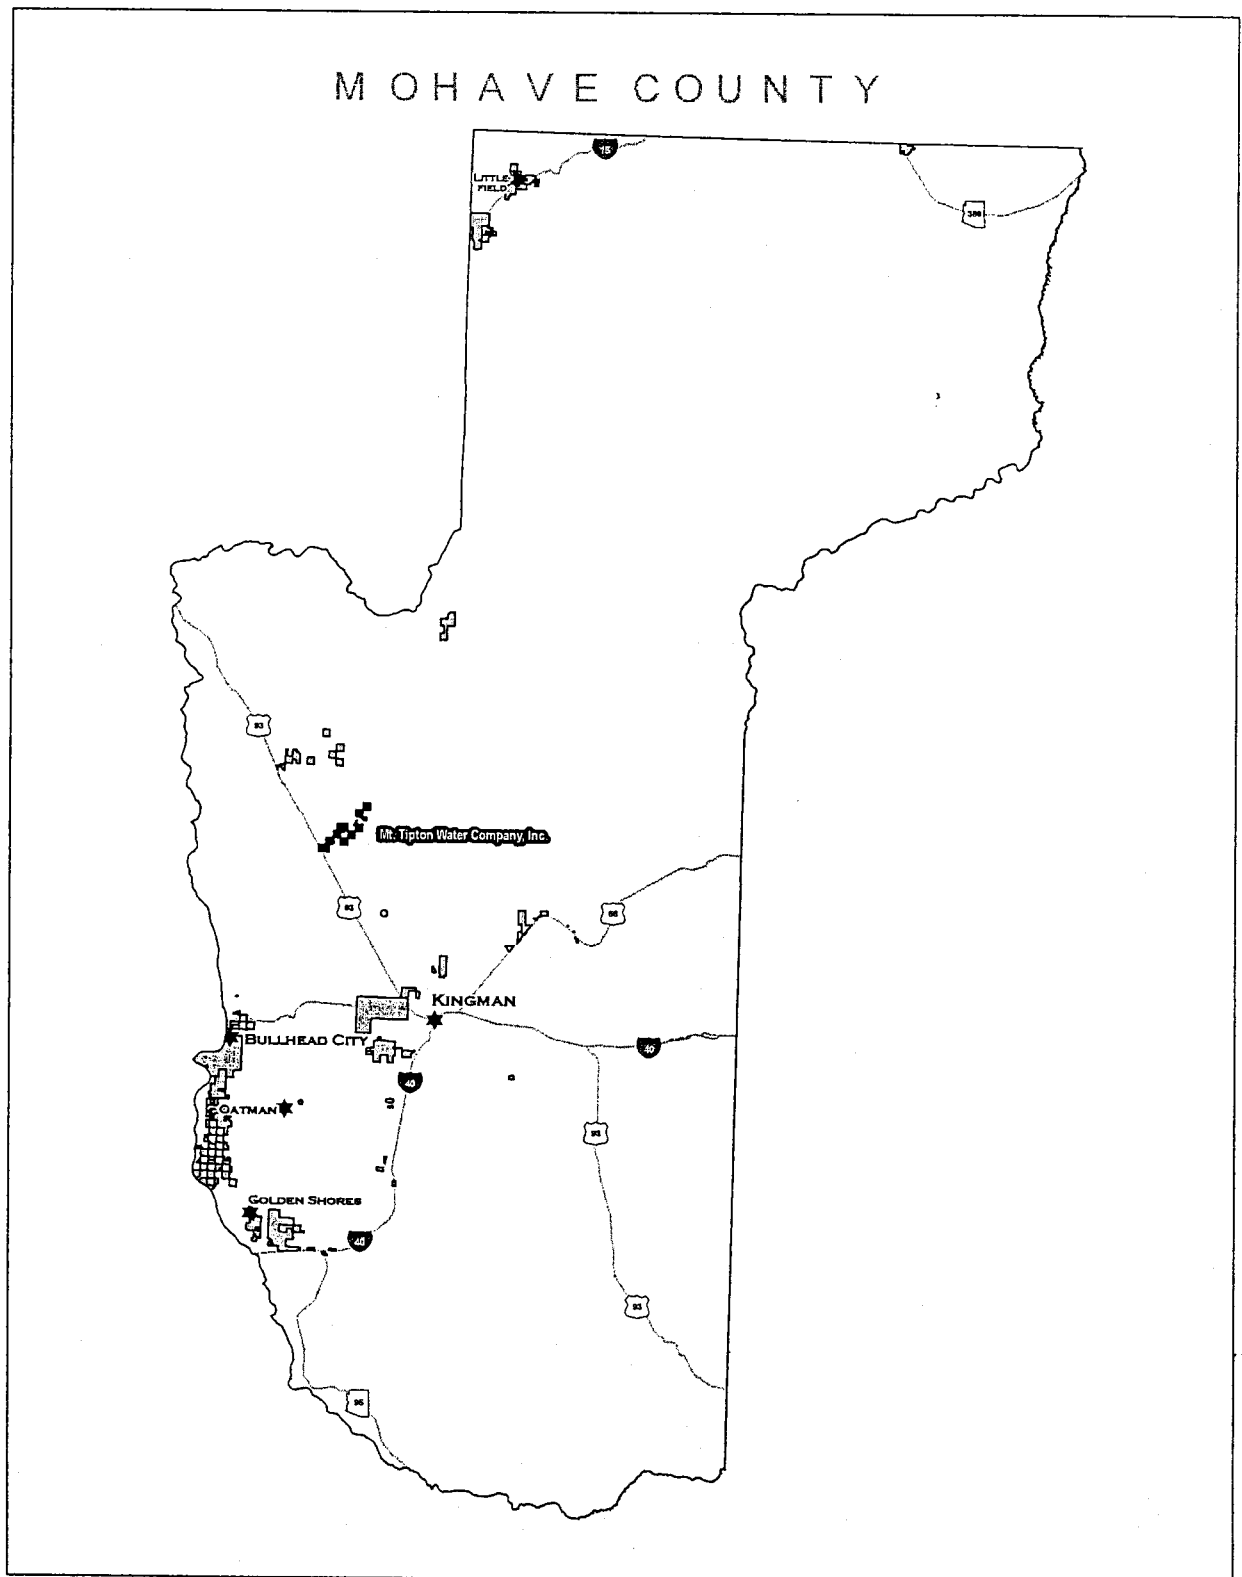 MOHAVE COUNTY
15
LITTLE
FIELD
389
93
Mt. Tipton Water Company, Inc.
93
66
KINGMAN
BULLHEAD CITY
40
40
OATMAN
93
GOLDEN SHORES
40
93
95